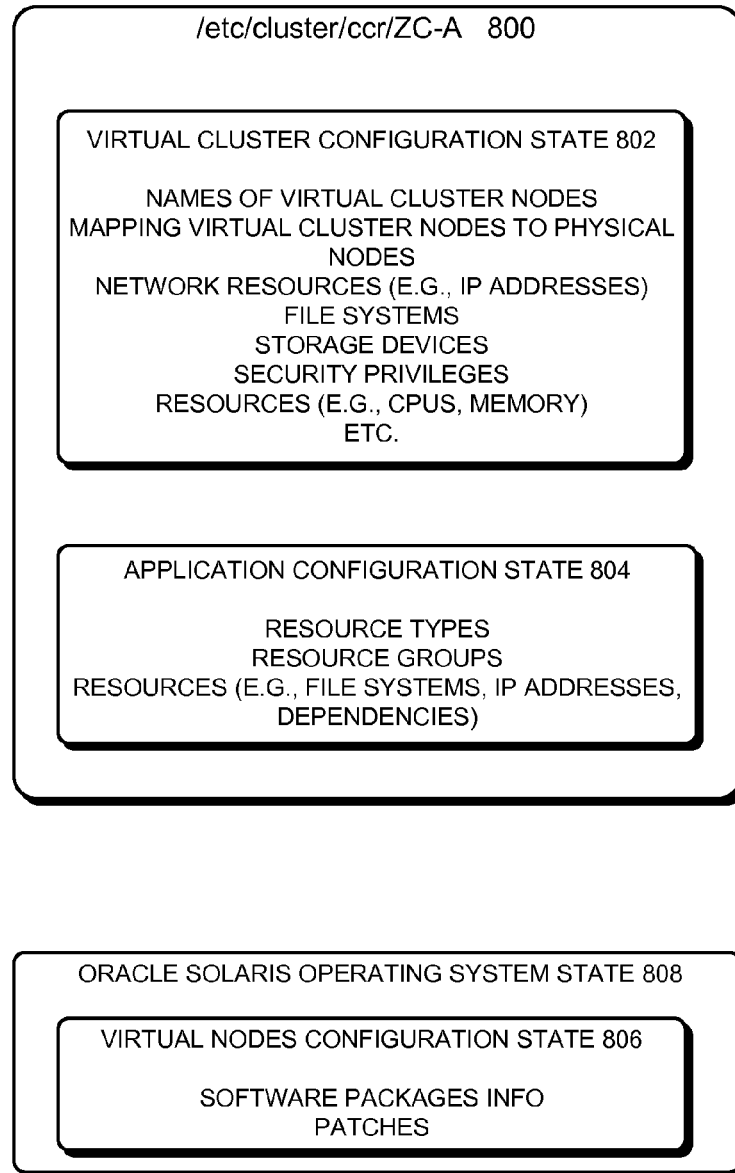 /etc/cluster/ccr/ZC-A 800
VIRTUAL CLUSTER CONFIGURATION STATE 802
NAMES OF VIRTUAL CLUSTER NODES
MAPPING VIRTUAL CLUSTER NODES TO PHYSICAL
NODES
NETWORK RESOURCES (E.G., IP ADDRESSES)
FILE SYSTEMS
STORAGE DEVICES
SECURITY PRIVILEGES
RESOURCES (E.G., CPUS, MEMORY)
ETC.
APPLICATION CONFIGURATION STATE 804
RESOURCE TYPES
RESOURCE GROUPS
RESOURCES (E.G., FILE SYSTEMS, IP ADDRESSES,
DEPENDENCIES)
ORACLE SOLARIS OPERATING SYSTEM STATE 808
VIRTUAL NODES CONFIGURATION STATE 806
SOFTWARE PACKAGES INFO
PATCHES